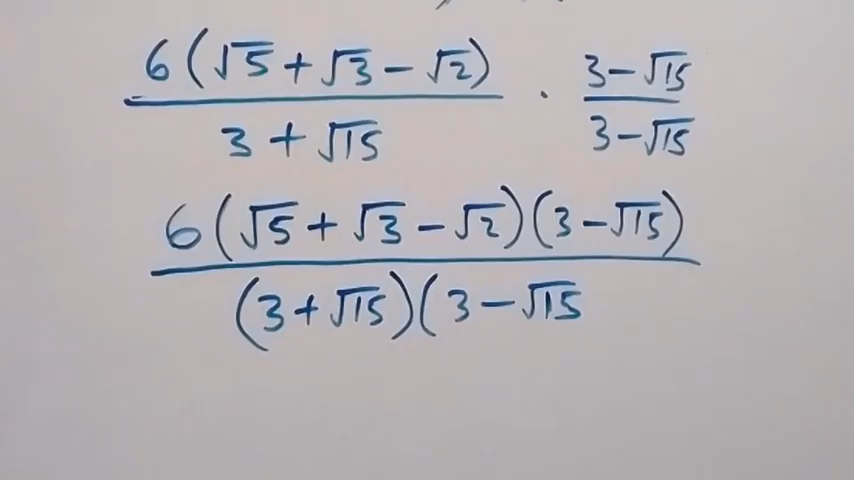 6(√5 + √3 − √2) / 3 + √15 · 3 − √15 / 3 − √15
6(√5 + √3 − √2)(3 − √15) / (3 + √15)(3 − √15